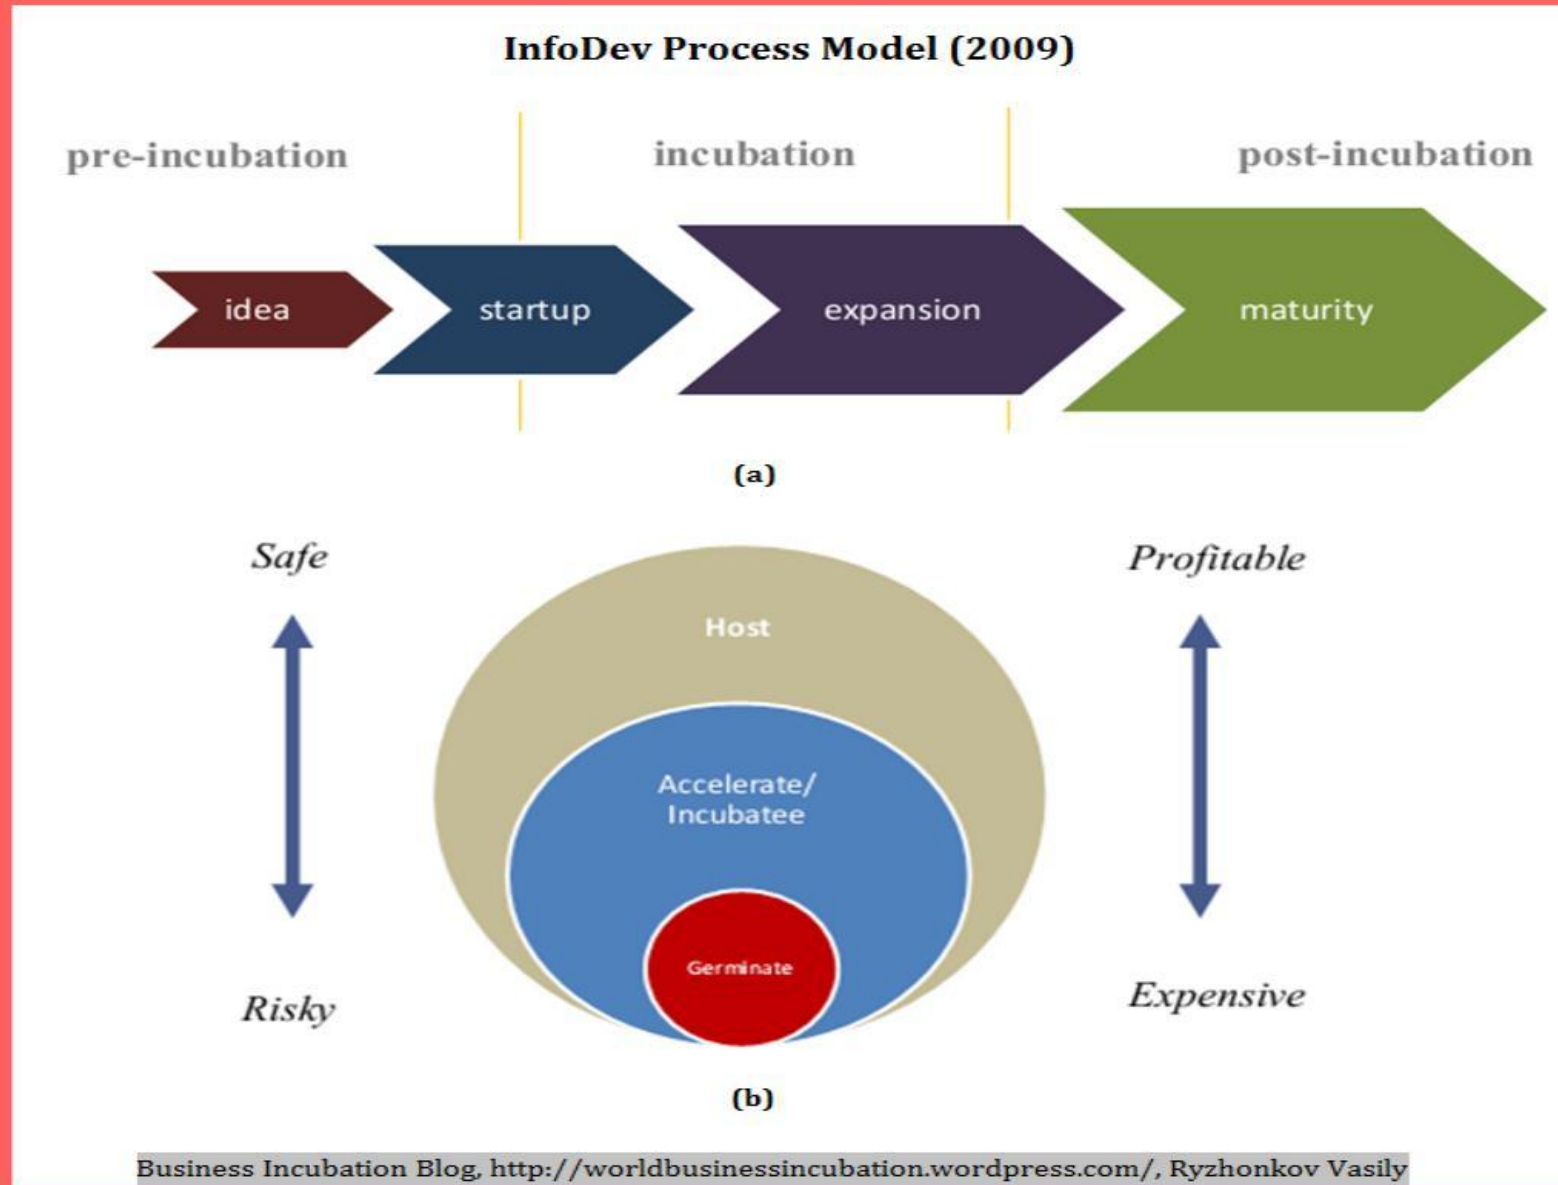 InfoDev Process Model (2009)
pre-incubation
incubation
post-incubation
idea
startup
expansion
maturity
(a)
Safe
Profitable
Host
Accelerate/
Incubatee
Germinate
Risky
Expensive
(b)
Business Incubation Blog, http://worldbusinessincubation.wordpress.com/, Ryzhonkov Vasily